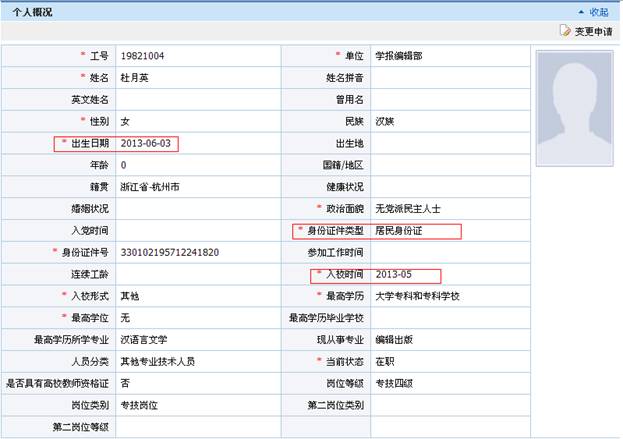 个人概况 收起
变更申请
* 工号 19821004 * 单位 学报编辑部
* 姓名 杜月英 姓名拼音
英文姓名 曾用名
* 性别 女 民族 汉族
* 出生日期 2013-06-03 出生地
年龄 0 国籍/地区
籍贯 浙江省-杭州市 健康状况
婚姻状况 * 政治面貌 无党派民主人士
入党时间 * 身份证件类型 居民身份证
* 身份证件号 330102195712241820 参加工作时间
连续工龄 * 入校时间 2013-05
* 入校形式 其他 * 最高学历 大学专科和专科学校
* 最高学位 无 最高学历毕业学校
最高学历所学专业 汉语言文学 现从事专业 编辑出版
人员分类 其他专业技术人员 * 当前状态 在职
是否具有高校教师资格证 否 岗位等级 专技四级
岗位类别 专技岗位 第二岗位类别
第二岗位等级